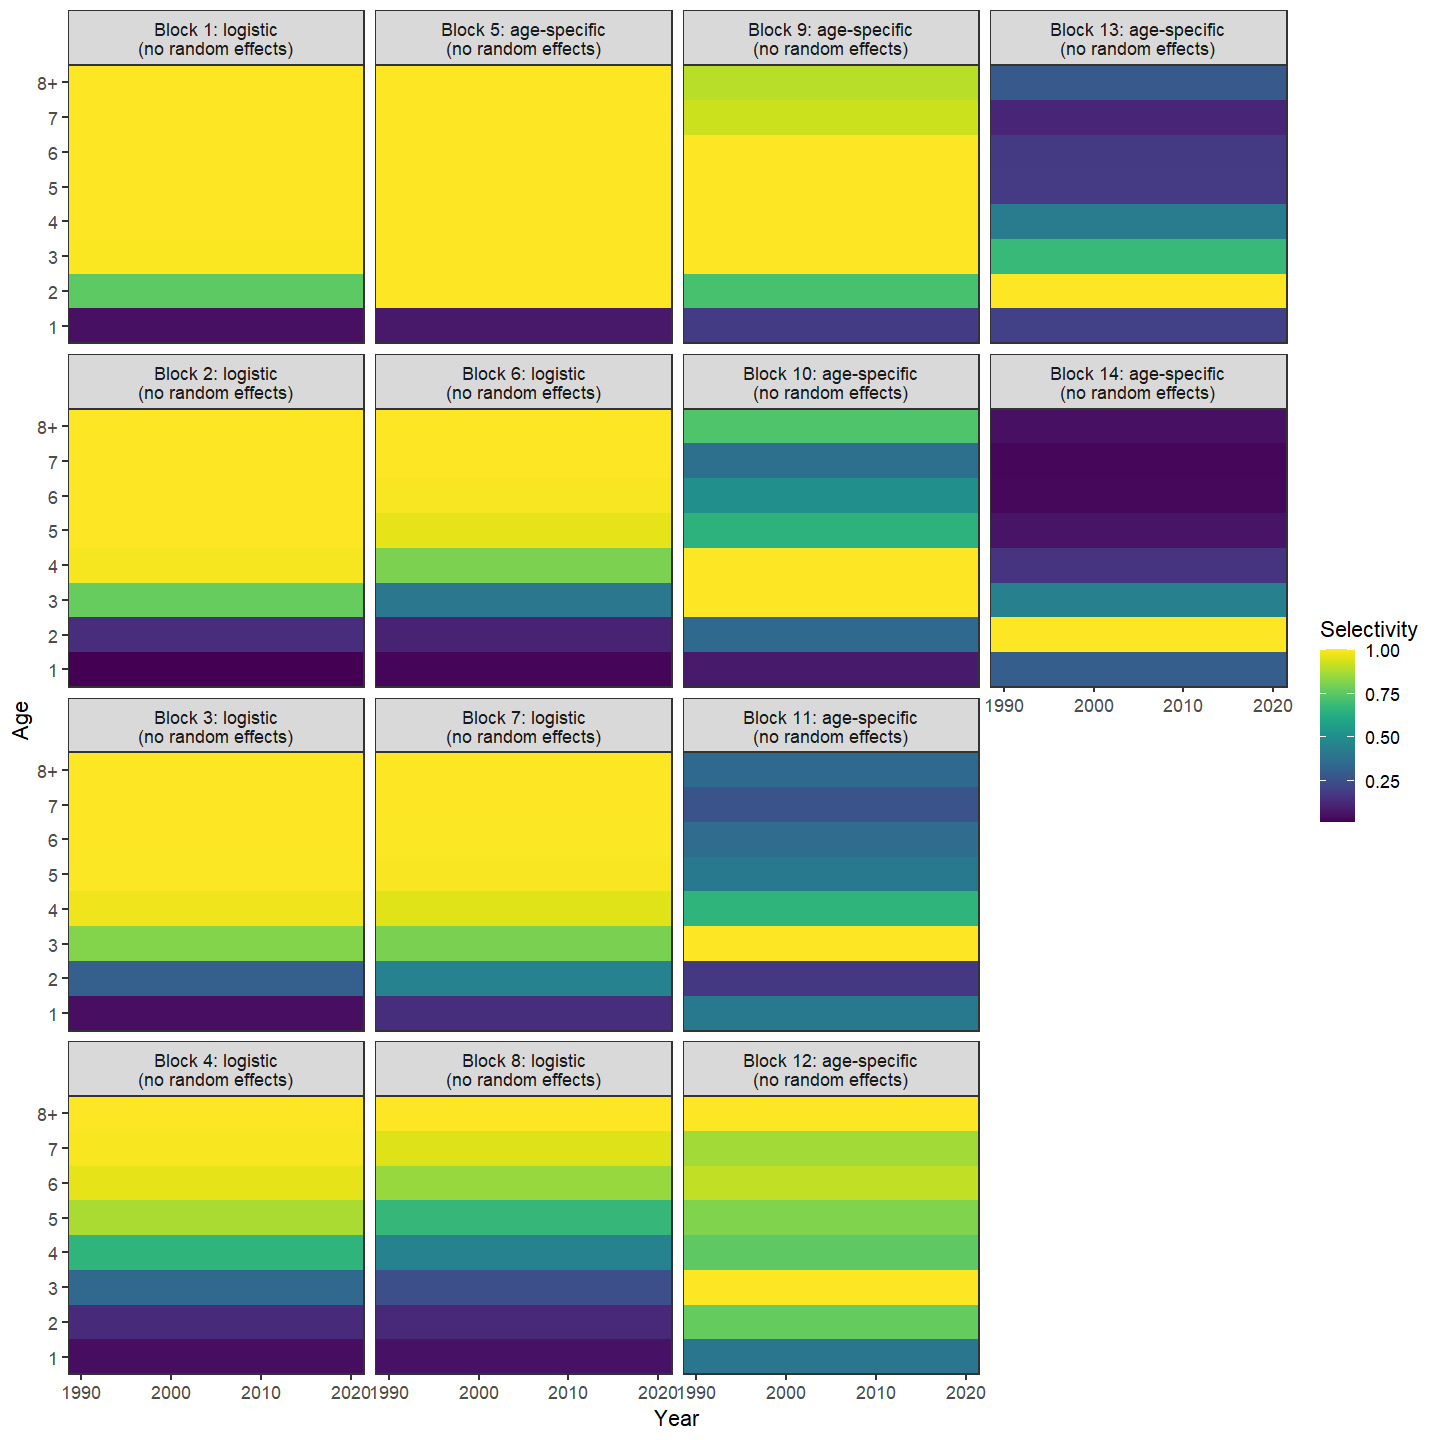 Block 1: logistic
(no random effects)
Block 5: age-specific
(no random effects)
Block 9: age-specific
(no random effects)
Block 13: age-specific
(no random effects)
8+
7
6
5
4
3
2
1
Block 2: logistic
(no random effects)
Block 6: logistic
(no random effects)
Block 10: age-specific
(no random effects)
Block 14: age-specific
(no random effects)
8+
7
6
5
4
3
2
1
1990 2000 2010 2020
Block 3: logistic
(no random effects)
Block 7: logistic
(no random effects)
Block 11: age-specific
(no random effects)
8+
7
6
5
4
3
2
1
Block 4: logistic
(no random effects)
Block 8: logistic
(no random effects)
Block 12: age-specific
(no random effects)
8+
7
6
5
4
3
2
1
1990 2000 2010 2020
1990 2000 2010 2020
1990 2000 2010 2020
Age
Year
Selectivity
1.00
0.75
0.50
0.25